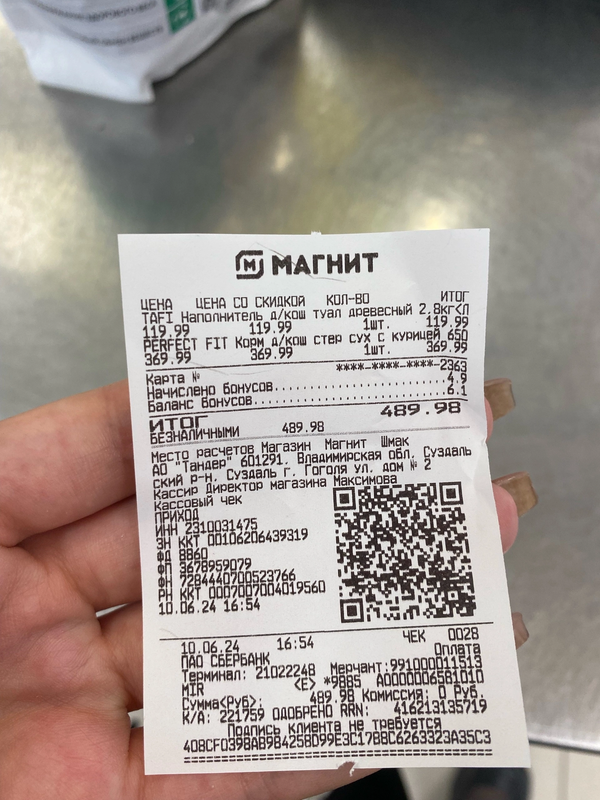 МАГНИТ
ЦЕНА ЦЕНА СО СКИДКОЙ КОЛ-ВО ИТОГ
TAFI Наполнитель д/кош туал древесный 2,8кг<Л
119.99 119.99 1шт. 119.99
PERFECT FIT Корм д/кош стер сух с курицей 650
369.99 369.99 1шт. 369.99
Карта № ****-****-****-2363
Начислено бонусов 4.9
Баланс бонусов 6.1
ИТОГ 489.98
БЕЗНАЛИЧНЫМИ 489.98
Место расчетов Магазин Магнит Шмак
АО "Тандер" 601291, Владимирская обл, Суздаль
ский р-н, Суздаль г, Гоголя ул, дом № 2
Кассир Директор магазина Максимова
Кассовый чек
ПРИХОД
ИНН 2310031475
ЗН ККТ 00106206439319
ФД 8860
ФП 3678959079
ФН 7284440700523766
РН ККТ 0007007004019560
10.06.24 16:54
10.06.24 16:54 ЧЕК 0028
ПАО СБЕРБАНК Оплата
Терминал: 21022248 Мерчант:991000011513
MIR <E> *9885 A0000006581010
Сумма<Руб>: 489.98 Комиссия: 0 Руб.
К/А: 221759 ОДОБРЕНО RRN: 416213135719
Подпись клиента не требуется
408CF0398AB9B4258D99E3C17BBC6263323A35C3